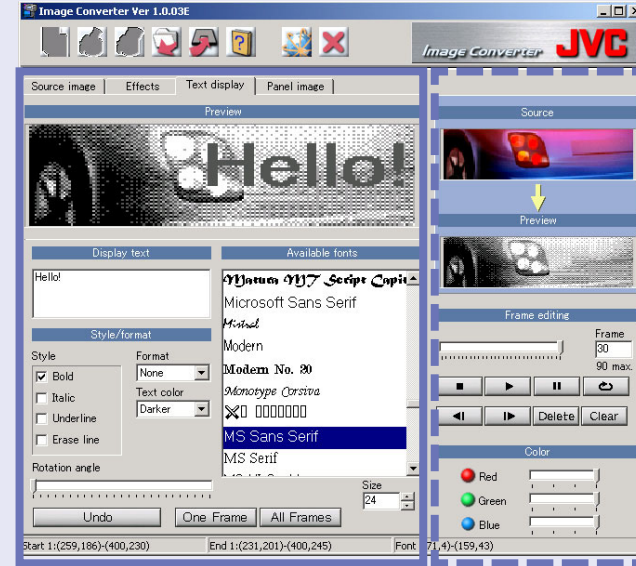 Image Converter Ver 1.0.03E
Image Converter JVC
Source image Effects Text display Panel image
Preview
Hello!
Source
Preview
Display text
Hello!
Available fonts
Matura MT Script Capit
Microsoft Sans Serif
Mistral
Modern
Modern No. 20
Monotype Corsiva
MS Sans Serif
MS Serif
Style/format
Style
Bold
Italic
Underline
Erase line
Format
None
Text color
Darker
Rotation angle
Size
24
Undo One Frame All Frames
Frame editing
Frame
30
90 max.
Delete Clear
Color
Red
Green
Blue
Start 1:(259,186)-(400,230) End 1:(231,201)-(400,245) Font 71,4)-(159,43)